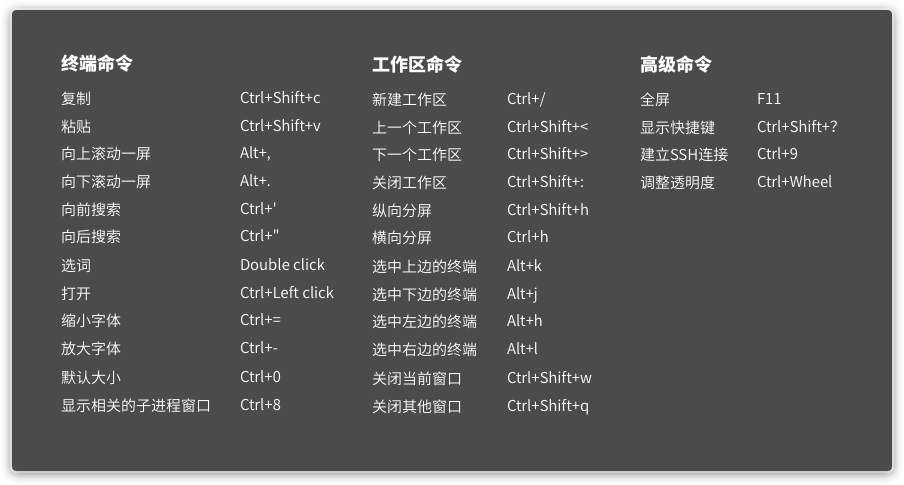 终端命令
复制 Ctrl+Shift+c
粘贴 Ctrl+Shift+v
向上滚动一屏 Alt+,
向下滚动一屏 Alt+.
向前搜索 Ctrl+'
向后搜索 Ctrl+"
选词 Double click
打开 Ctrl+Left click
缩小字体 Ctrl+=
放大字体 Ctrl+-
默认大小 Ctrl+0
显示相关的子进程窗口 Ctrl+8
工作区命令
新建工作区 Ctrl+/
上一个工作区 Ctrl+Shift+<
下一个工作区 Ctrl+Shift+>
关闭工作区 Ctrl+Shift+:
纵向分屏 Ctrl+Shift+h
横向分屏 Ctrl+h
选中上边的终端 Alt+k
选中下边的终端 Alt+j
选中左边的终端 Alt+h
选中右边的终端 Alt+l
关闭当前窗口 Ctrl+Shift+w
关闭其他窗口 Ctrl+Shift+q
高级命令
全屏 F11
显示快捷键 Ctrl+Shift+?
建立SSH连接 Ctrl+9
调整透明度 Ctrl+Wheel